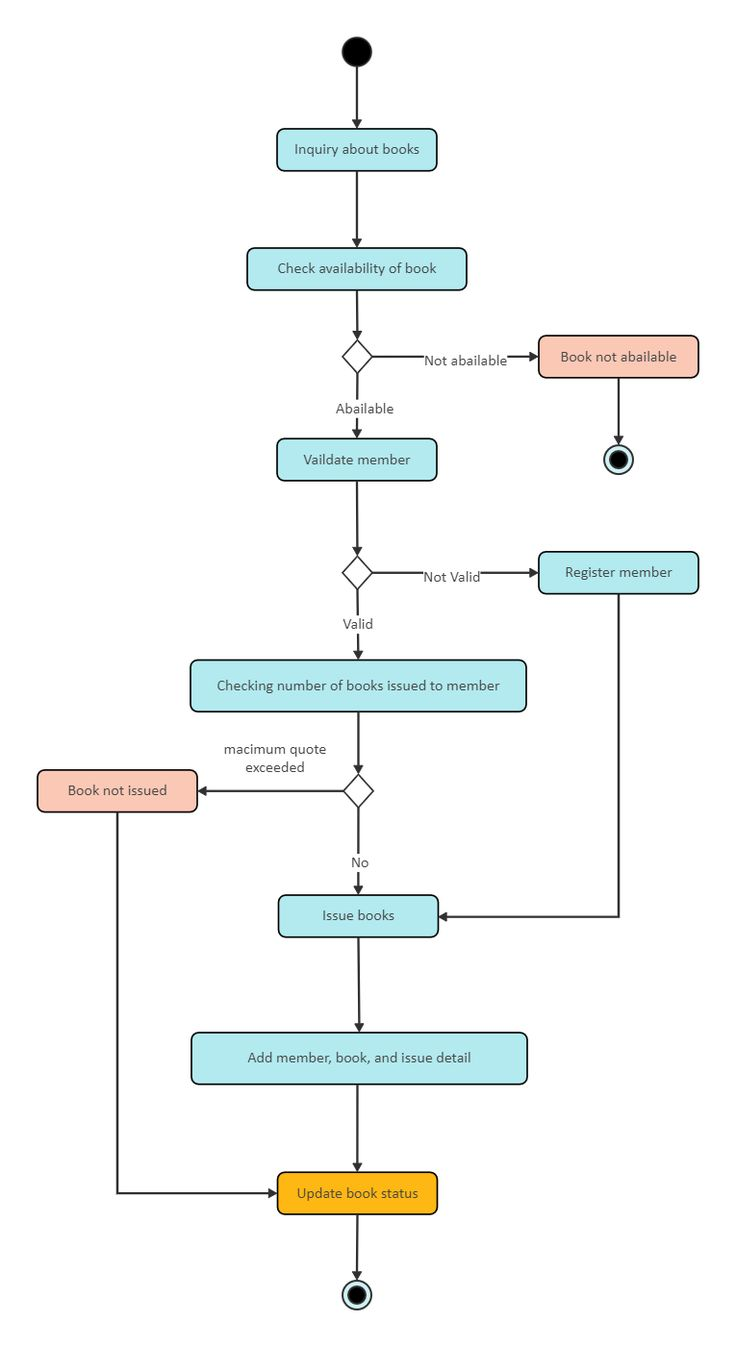 Inquiry about books
Check availability of book
Not abailable
Book not abailable
Abailable
Vaildate member
Not Valid
Register member
Valid
Checking number of books issued to member
macimum quote
exceeded
Book not issued
No
Issue books
Add member, book, and issue detail
Update book status